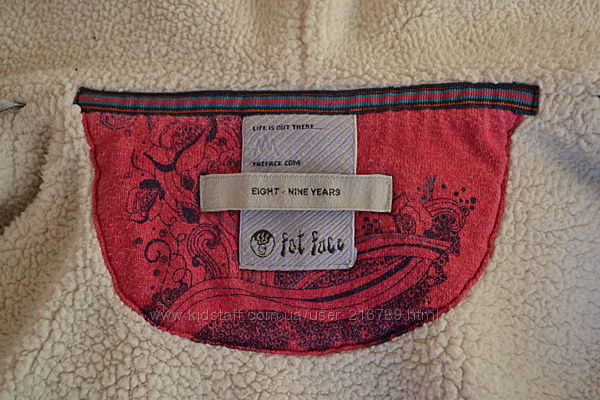 LIFE IS OUT THERE...
FATFACE.COM
EIGHT - NINE YEARS
fat face
www.kidstaff.com.ua/user-216789.html